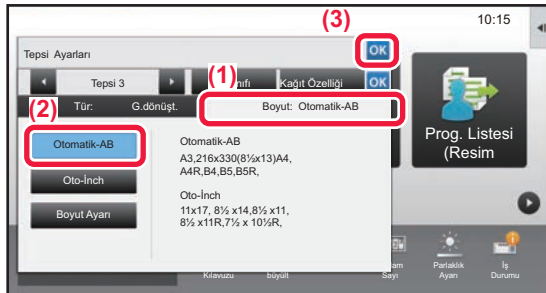 (3)
10:15
Tepsi Ayarları
OK
Tepsi 3
(1)
Kağıt Özelliği
OK
(2)
Tür:
G.dönüşt.
Boyut: Otomatik-AB
Otomatik-AB
Oto-İnch
Boyut Ayarı
Otomatik-AB
A3,216x330(8½x13)A4,
A4R,B4,B5,B5R,
Oto-İnch
11x17, 8½ x14,8½ x11,
8½ x11R,7½ x 10½R,
Prog. Listesi
(Resim
Kılavuzu
büyült
Sayı
Parlaklık
Ayarı
İş
Durumu